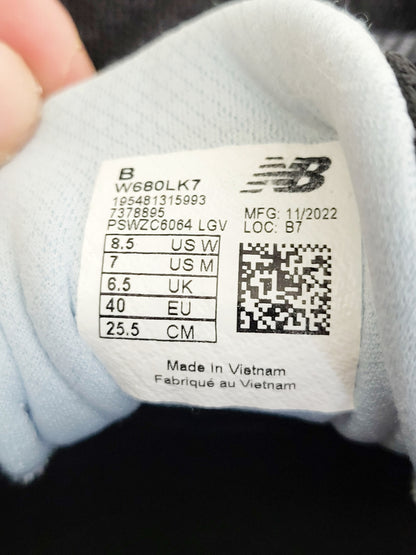 B
W680LK7
195481315993
7378895
PSWZC6064 LGV
8.5 US W
7 US M
6.5 UK
40 EU
25.5 CM
NB
MFG: 11/2022
LOC: B7
Made in Vietnam
Fabriqué au Vietnam